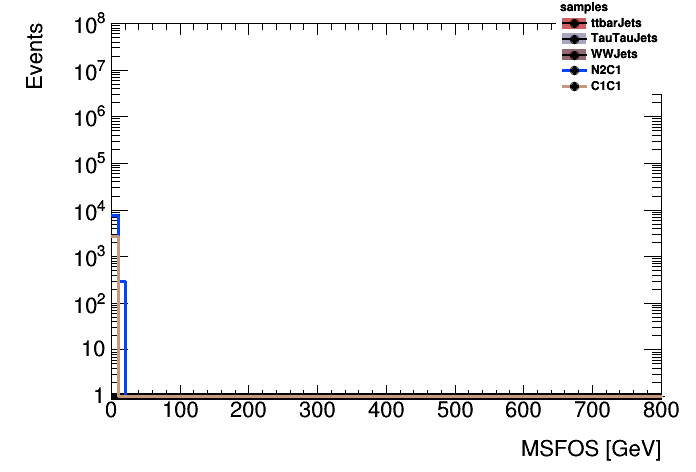 samples
ttbarJets
TauTauJets
WWJets
N2C1
C1C1
Events
10^8
10^7
10^6
10^5
10^4
10^3
10^2
10
1
0 100 200 300 400 500 600 700 800
MSFOS [GeV]